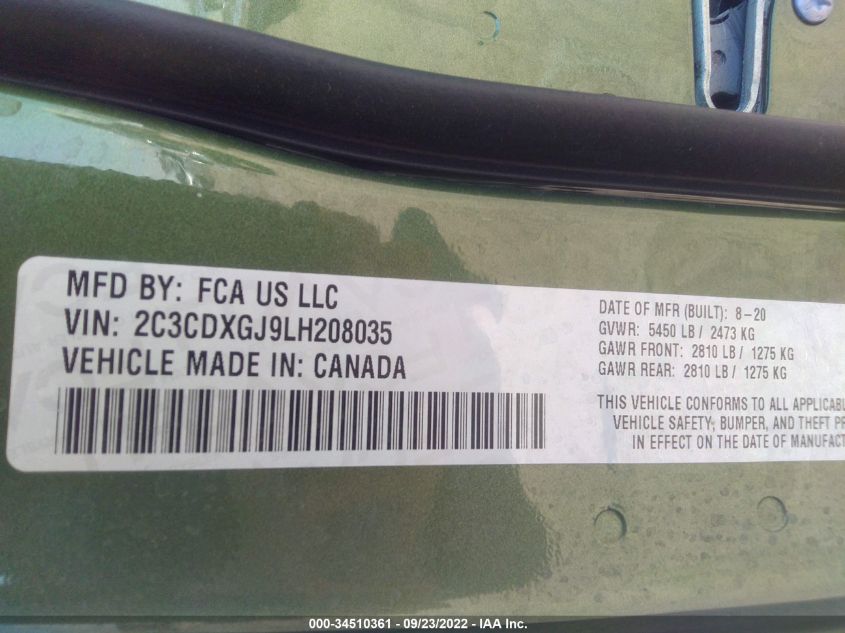 MFD BY: FCA US LLC
VIN: 2C3CDXGJ9LH208035
VEHICLE MADE IN: CANADA
DATE OF MFR (BUILT): 8-20
GVWR: 5450 LB / 2473 KG
GAWR FRONT: 2810 LB / 1275 KG
GAWR REAR: 2810 LB / 1275 KG
THIS VEHICLE CONFORMS TO ALL APPLICABL
VEHICLE SAFETY, BUMPER, AND THEFT PR
IN EFFECT ON THE DATE OF MANUFACT
000-34510361 - 09/23/2022 - IAA Inc.